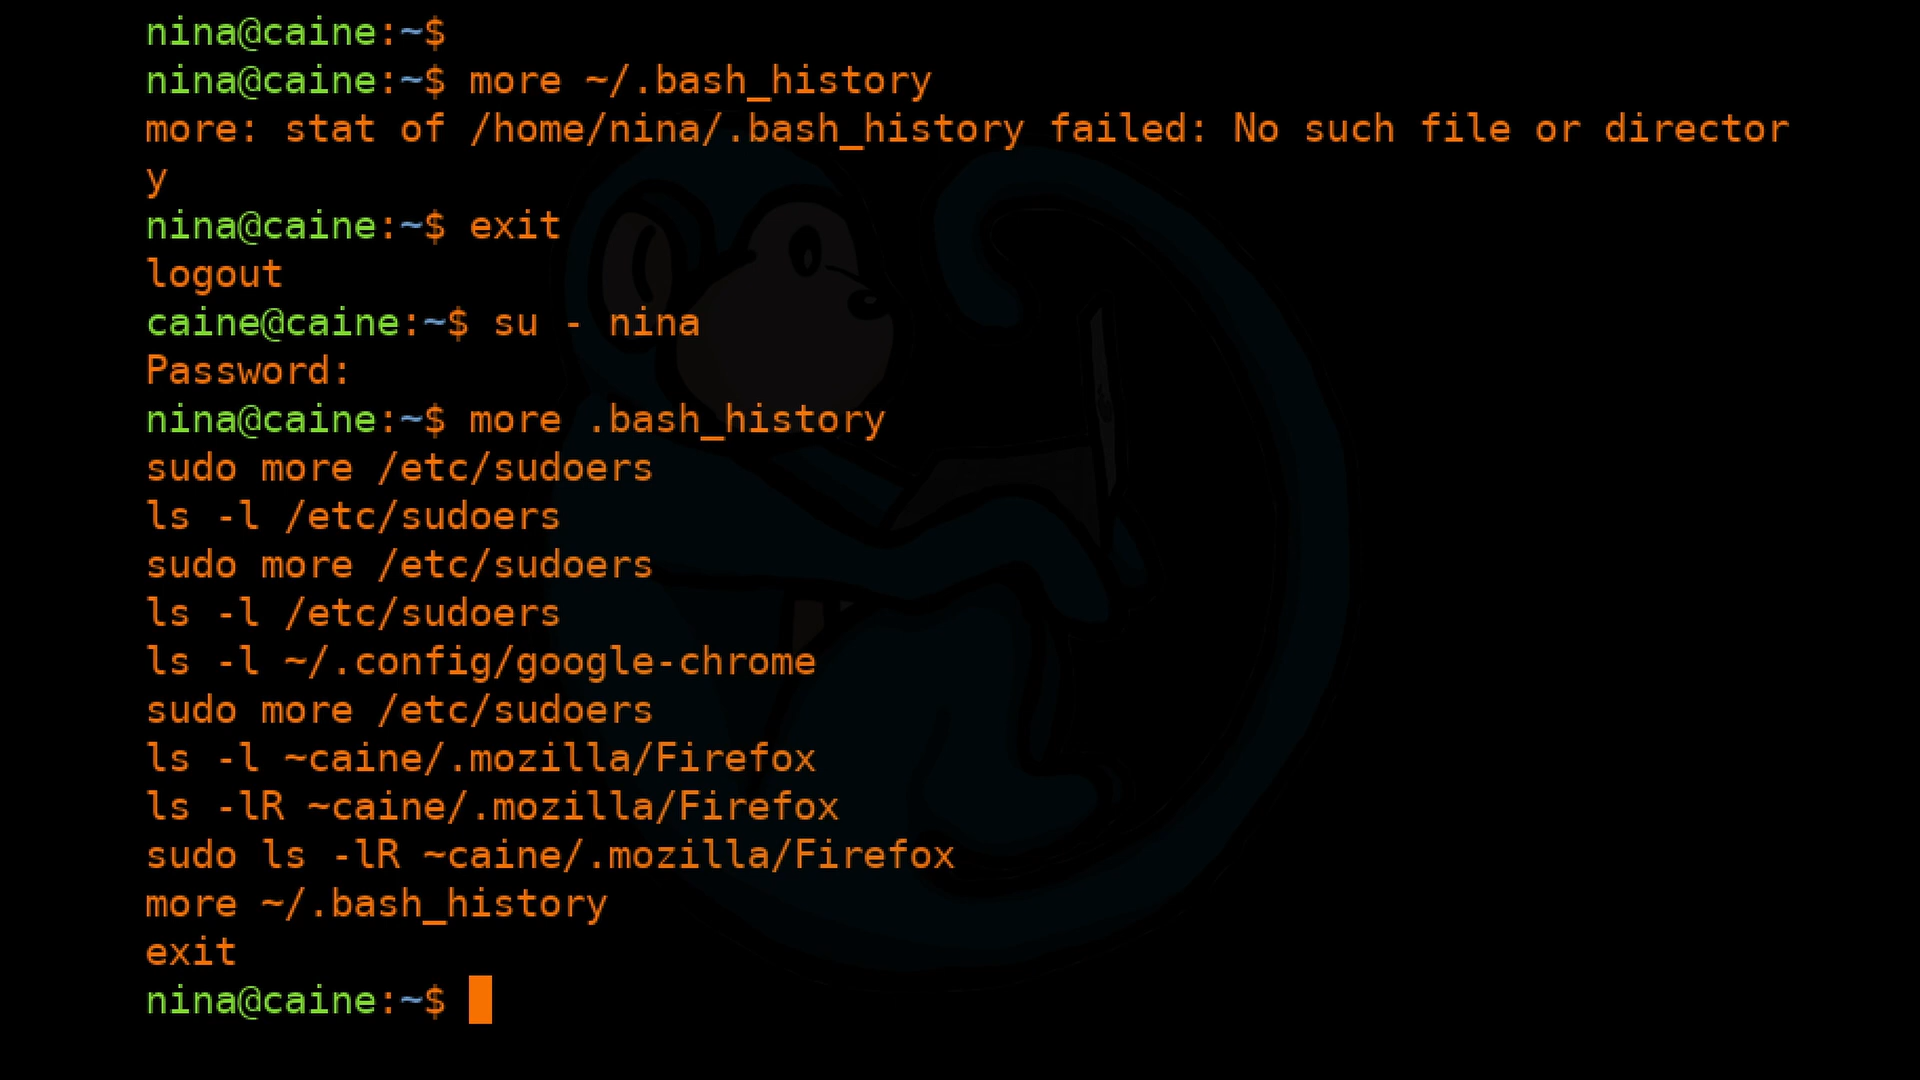 nina@caine:~$
nina@caine:~$ more ~/.bash_history
more: stat of /home/nina/.bash_history failed: No such file or director
y
nina@caine:~$ exit
logout
caine@caine:~$ su - nina
Password:
nina@caine:~$ more .bash_history
sudo more /etc/sudoers
ls -l /etc/sudoers
sudo more /etc/sudoers
ls -l /etc/sudoers
ls -l ~/.config/google-chrome
sudo more /etc/sudoers
ls -l ~caine/.mozilla/Firefox
ls -lR ~caine/.mozilla/Firefox
sudo ls -lR ~caine/.mozilla/Firefox
more ~/.bash_history
exit
nina@caine:~$